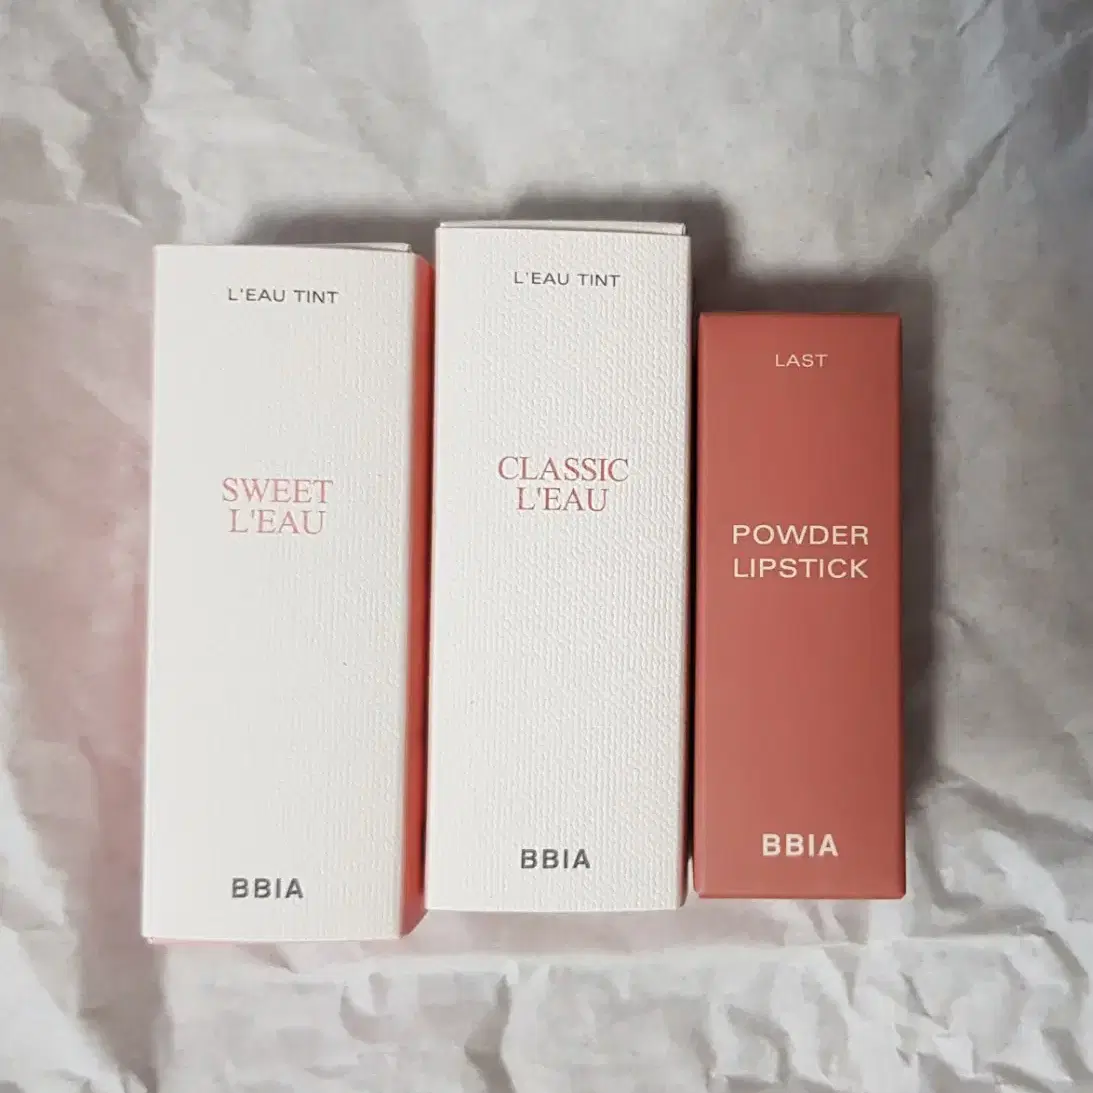 L'EAU TINT
SWEET
L'EAU
BBIA
L'EAU TINT
CLASSIC
L'EAU
BBIA
LAST
POWDER
LIPSTICK
BBIA